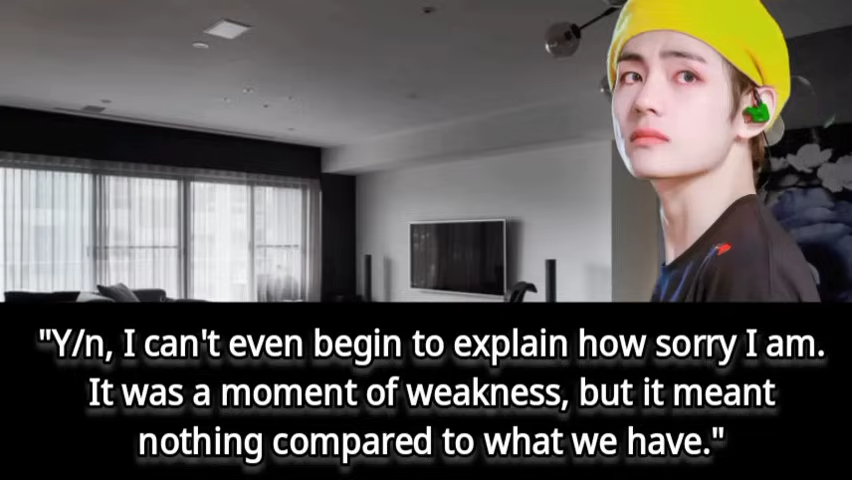 "Y/n, I can't even begin to explain how sorry I am.
It was a moment of weakness, but it meant
nothing compared to what we have."